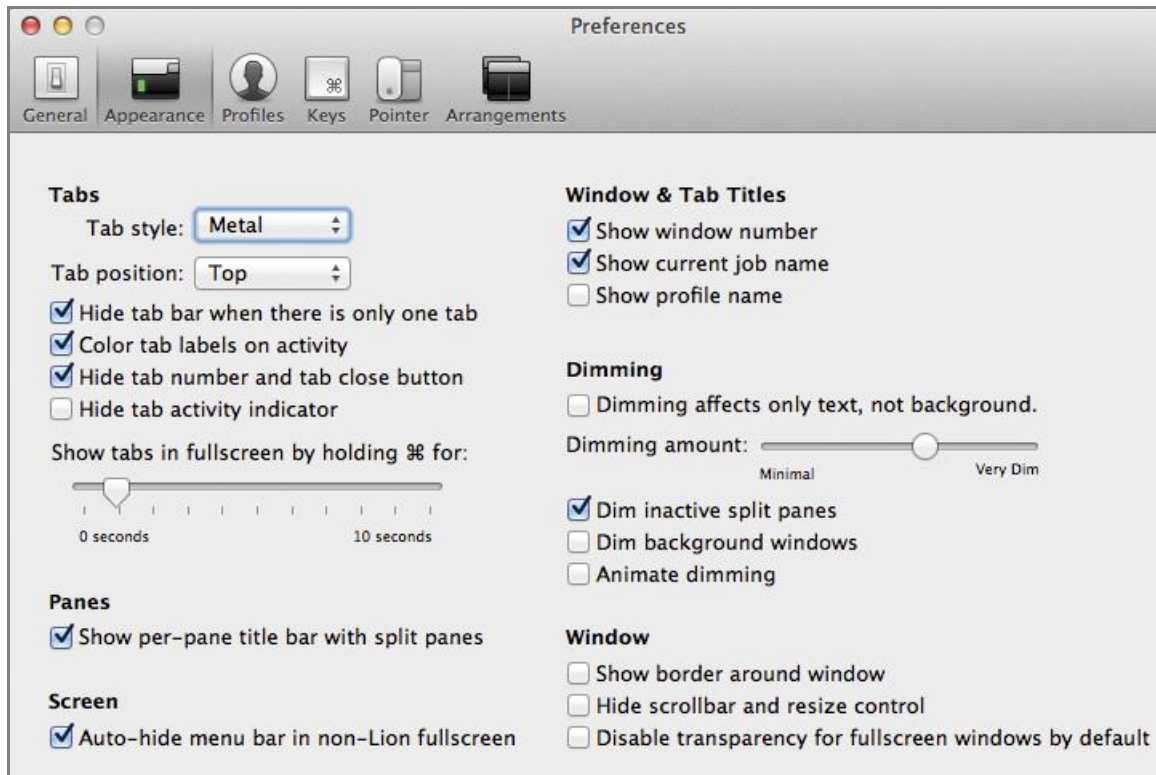 Preferences
General Appearance Profiles Keys Pointer Arrangements
Tabs
Tab style: Metal
Tab position: Top
Hide tab bar when there is only one tab
Color tab labels on activity
Hide tab number and tab close button
Hide tab activity indicator
Show tabs in fullscreen by holding ⌘ for:
0 seconds 10 seconds
Panes
Show per-pane title bar with split panes
Screen
Auto-hide menu bar in non-Lion fullscreen
Window & Tab Titles
Show window number
Show current job name
Show profile name
Dimming
Dimming affects only text, not background.
Dimming amount:
Minimal Very Dim
Dim inactive split panes
Dim background windows
Animate dimming
Window
Show border around window
Hide scrollbar and resize control
Disable transparency for fullscreen windows by default